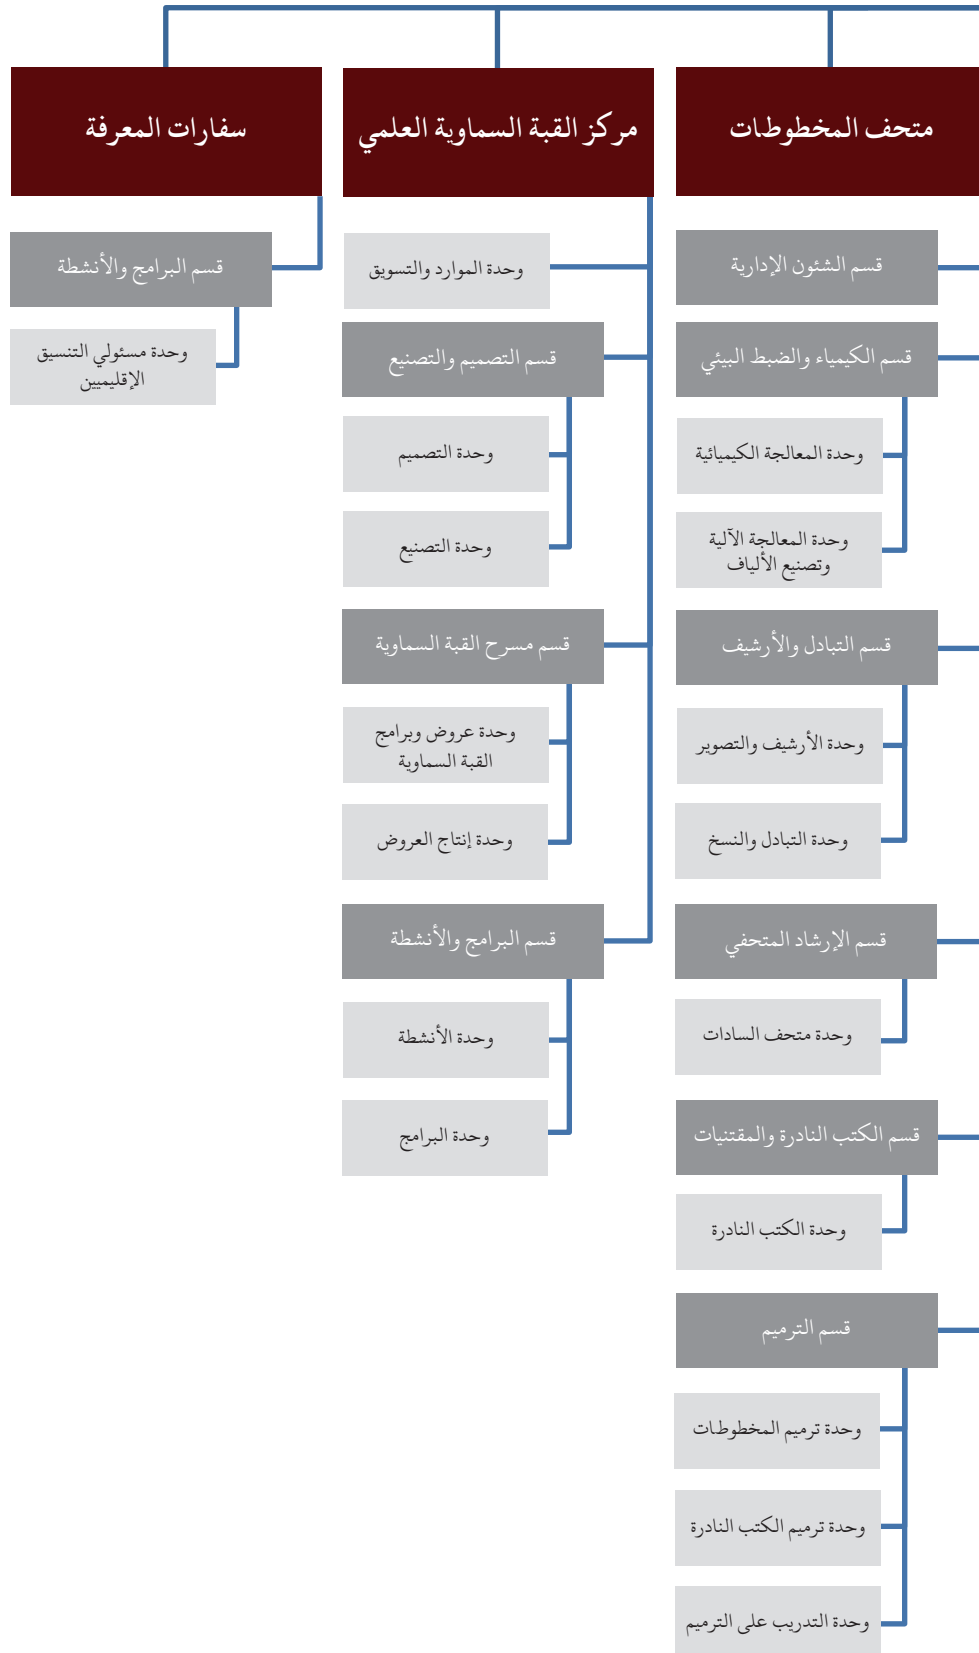 متحف المخطوطات
قسم الشئون الإدارية
قسم الكيمياء والضبط البيئي
وحدة المعالجة الكيميائية
وحدة المعالجة الآلية
وتصنيع الألياف
قسم التبادل والأرشيف
وحدة الأرشيف والتصوير
وحدة التبادل والنسخ
قسم الإرشاد المتحفي
وحدة متحف السادات
قسم الكتب النادرة والمقتنيات
وحدة الكتب النادرة
قسم الترميم
وحدة ترميم المخطوطات
وحدة ترميم الكتب النادرة
وحدة التدريب على الترميم
مركز القبة السماوية العلمي
وحدة الموارد والتسويق
قسم التصميم والتصنيع
وحدة التصميم
وحدة التصنيع
قسم مسرح القبة السماوية
وحدة عروض وبرامج
القبة السماوية
وحدة إنتاج العروض
قسم البرامج والأنشطة
وحدة الأنشطة
وحدة البرامج
سفارات المعرفة
قسم البرامج والأنشطة
وحدة مسئولي التنسيق
الإقليميين